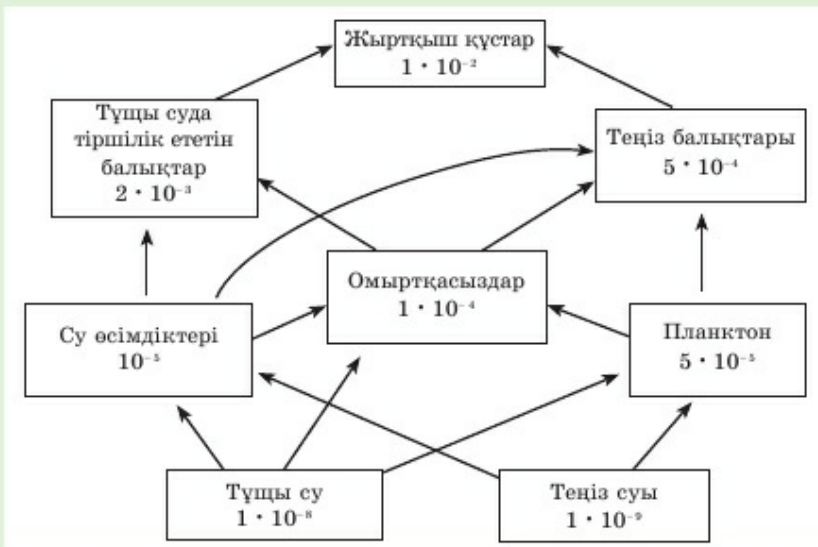 Жыртқыш құстар
1 · 10⁻²
Тұщы суда
тіршілік ететін
балықтар
2 · 10⁻³
Теңіз балықтары
5 · 10⁻⁴
Омыртқасыздар
1 · 10⁻⁴
Су өсімдіктері
10⁻⁵
Планктон
5 · 10⁻⁵
Тұщы су
1 · 10⁻⁸
Теңіз суы
1 · 10⁻⁹